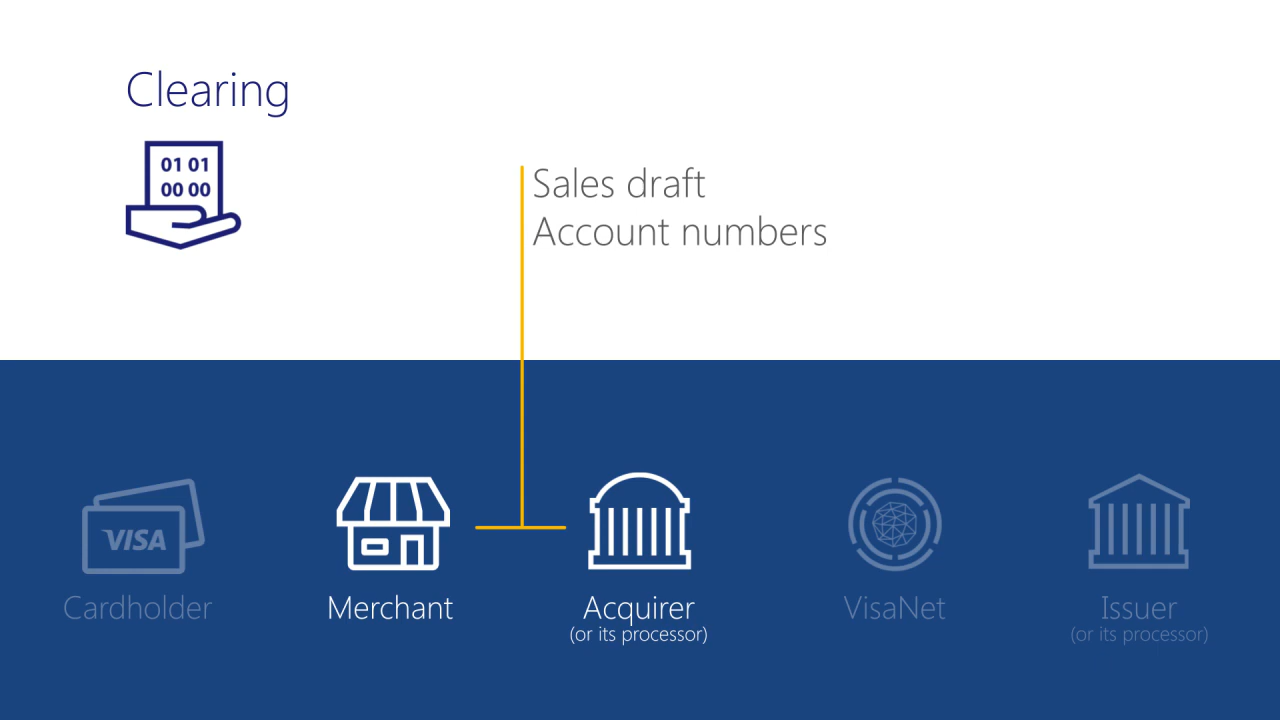 Clearing
01 01
00 00
Sales draft
Account numbers
VISA
Cardholder
Merchant
Acquirer
(or its processor)
VisaNet
Issuer
(or its processor)